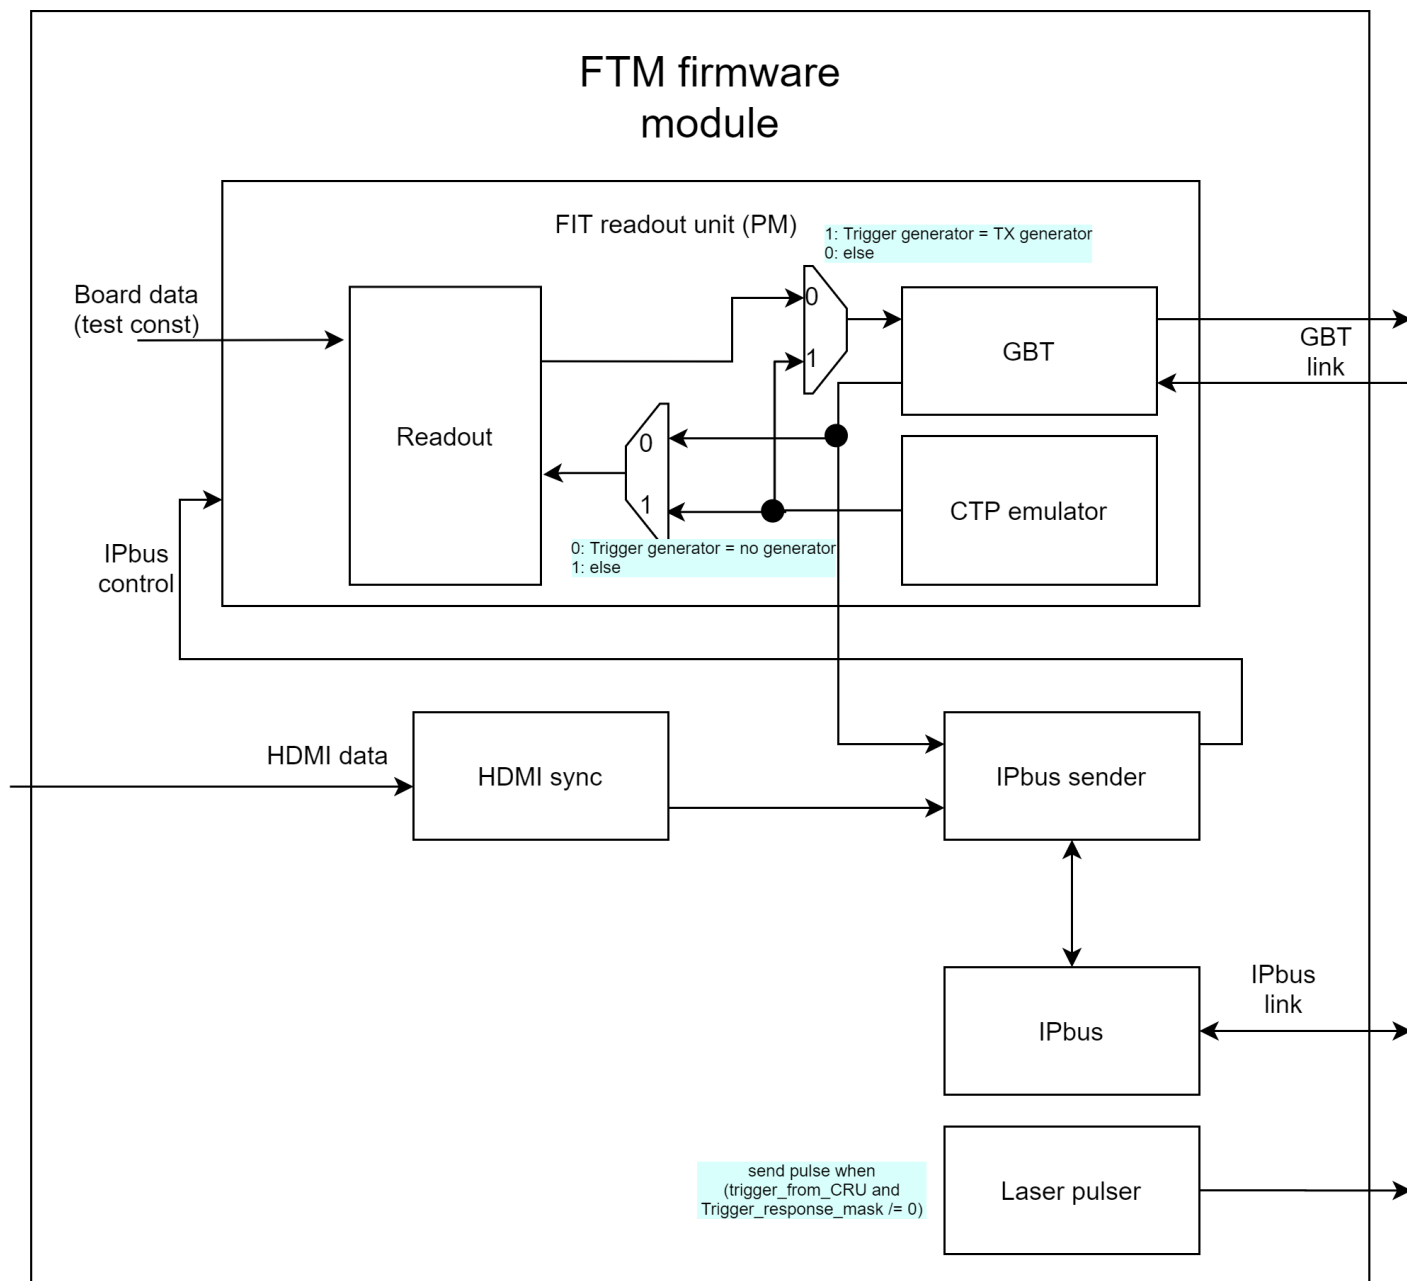 FTM firmware
module
FIT readout unit (PM)
1: Trigger generator = TX generator
0: else
Board data
(test const)
0
1
GBT
GBT
link
Readout
0
1
CTP emulator
0: Trigger generator = no generator
1: else
IPbus
control
HDMI data
HDMI sync
IPbus sender
IPbus
link
IPbus
send pulse when
(trigger_from_CRU and
Trigger_response_mask /= 0)
Laser pulser